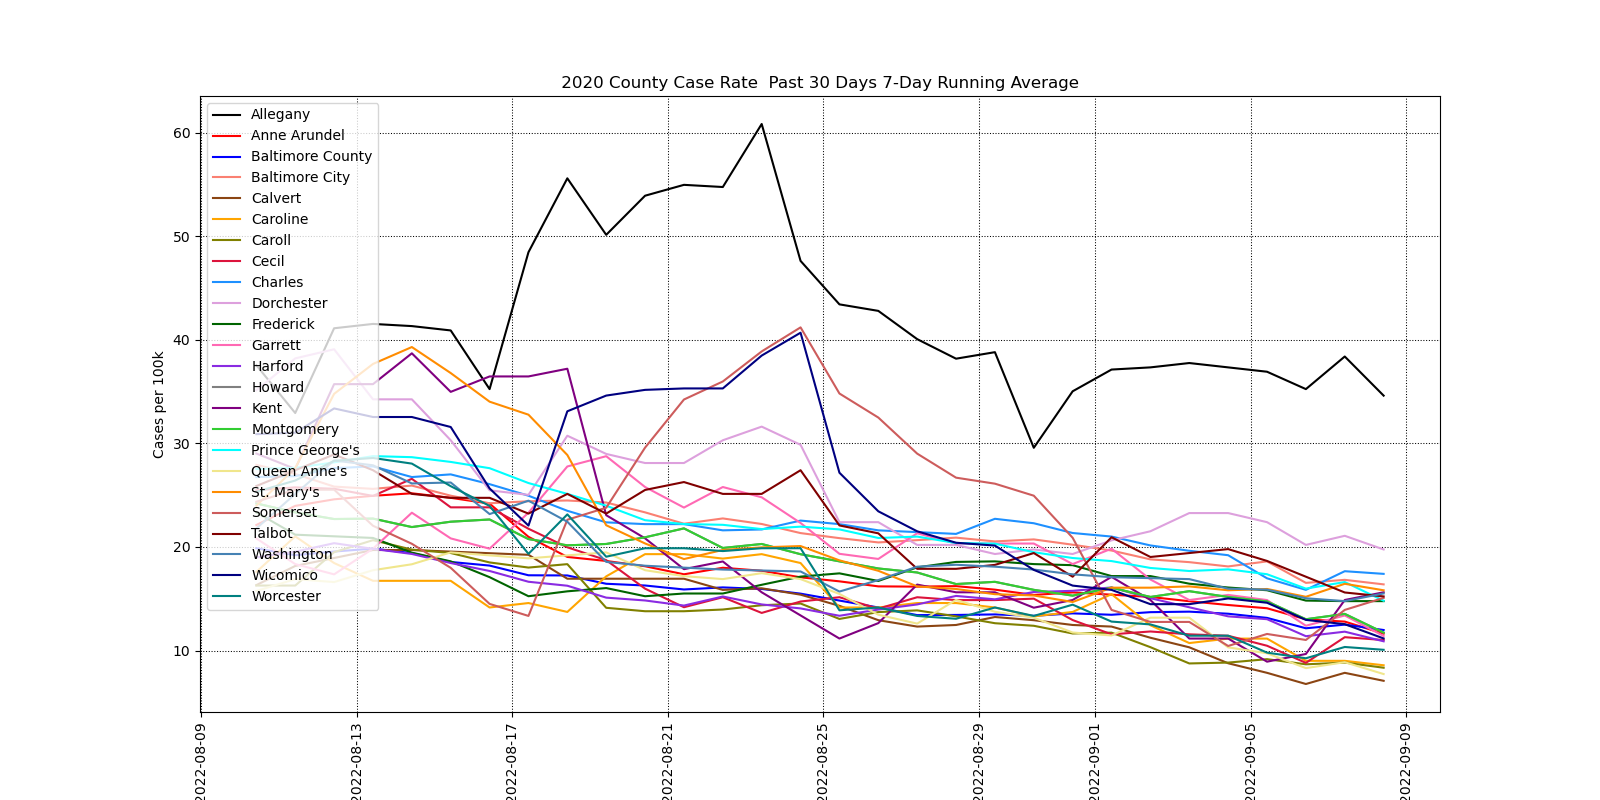 2020 County Case Rate  Past 30 Days 7-Day Running Average
Cases per 100k
60
50
40
30
20
10
Allegany
Anne Arundel
Baltimore County
Baltimore City
Calvert
Caroline
Caroll
Cecil
Charles
Dorchester
Frederick
Garrett
Harford
Howard
Kent
Montgomery
Prince George's
Queen Anne's
St. Mary's
Somerset
Talbot
Washington
Wicomico
Worcester
2022-08-09
2022-08-13
2022-08-17
2022-08-21
2022-08-25
2022-08-29
2022-09-01
2022-09-05
2022-09-09